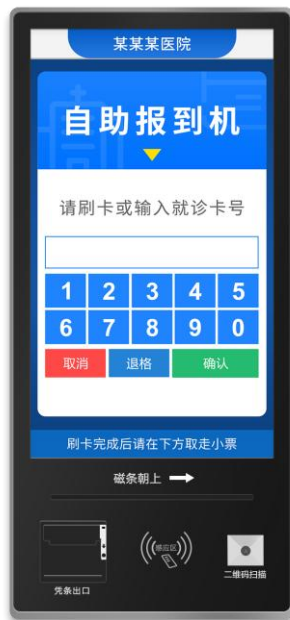 某某某医院
自助报到机
请刷卡或输入就诊卡号
1 2 3 4 5
6 7 8 9 0
取消 退格 确认
刷卡完成后请在下方取走小票
磁条朝上
感应区
凭条出口
二维码扫描